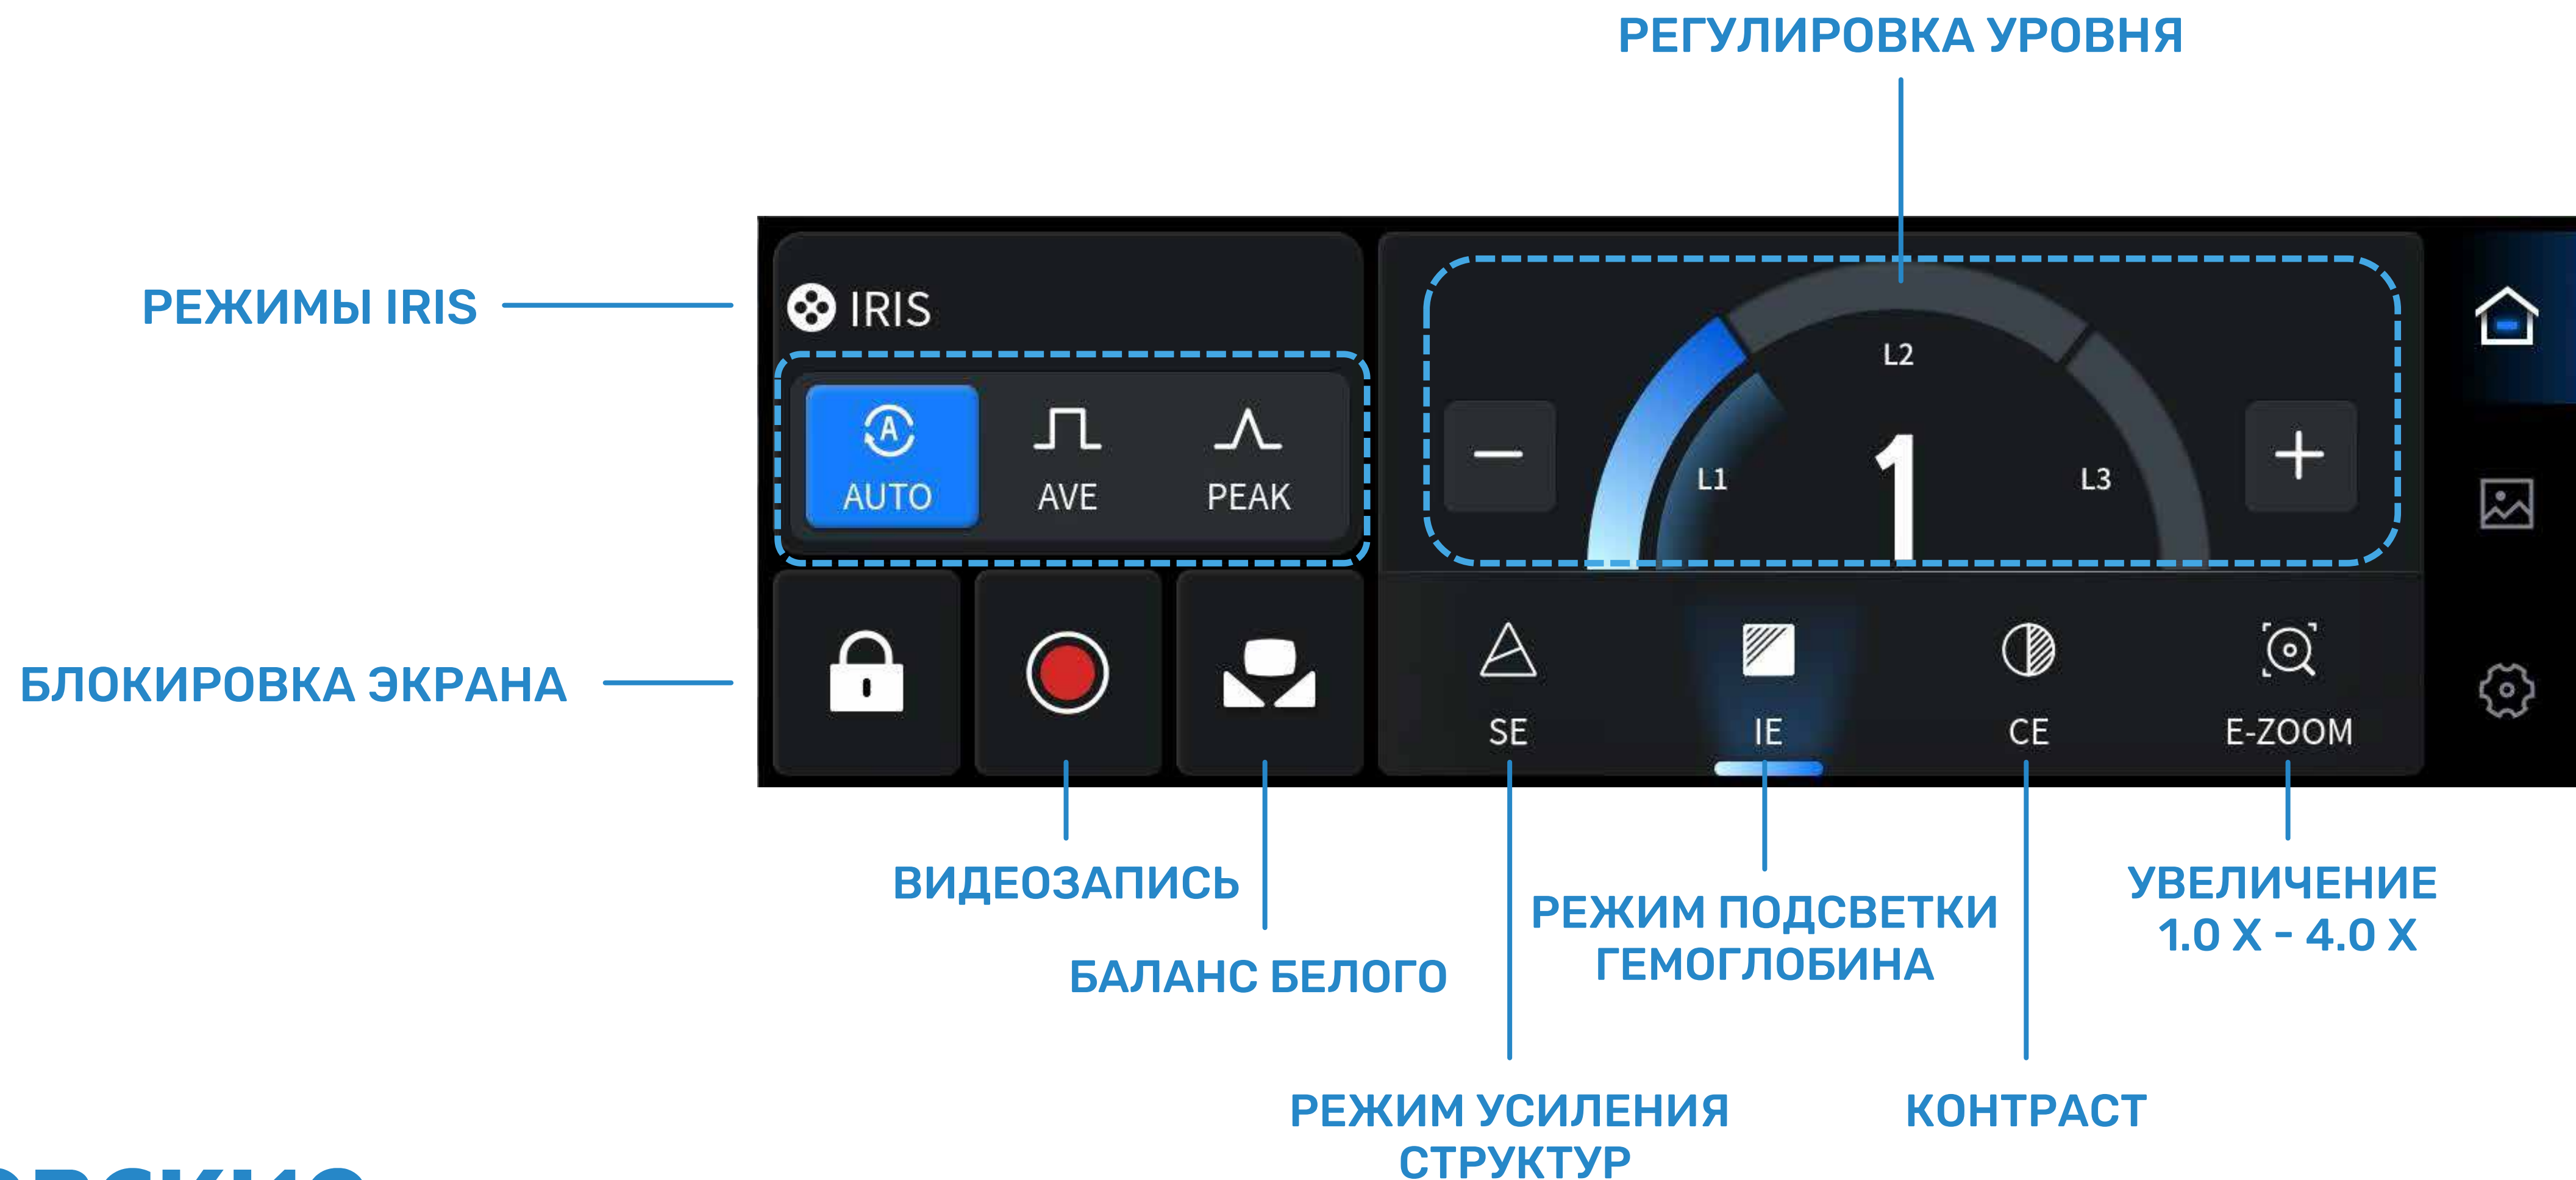 РЕГУЛИРОВКА УРОВНЯ
РЕЖИМЫ IRIS
IRIS
AUTO
AVE
PEAK
L1
L2
L3
1
БЛОКИРОВКА ЭКРАНА
SE
IE
CE
E-ZOOM
ВИДЕОЗАПИСЬ
БАЛАНС БЕЛОГО
РЕЖИМ ПОДСВЕТКИ
ГЕМОГЛОБИНА
УВЕЛИЧЕНИЕ
1.0 X - 4.0 X
РЕЖИМ УСИЛЕНИЯ
СТРУКТУР
КОНТРАСТ